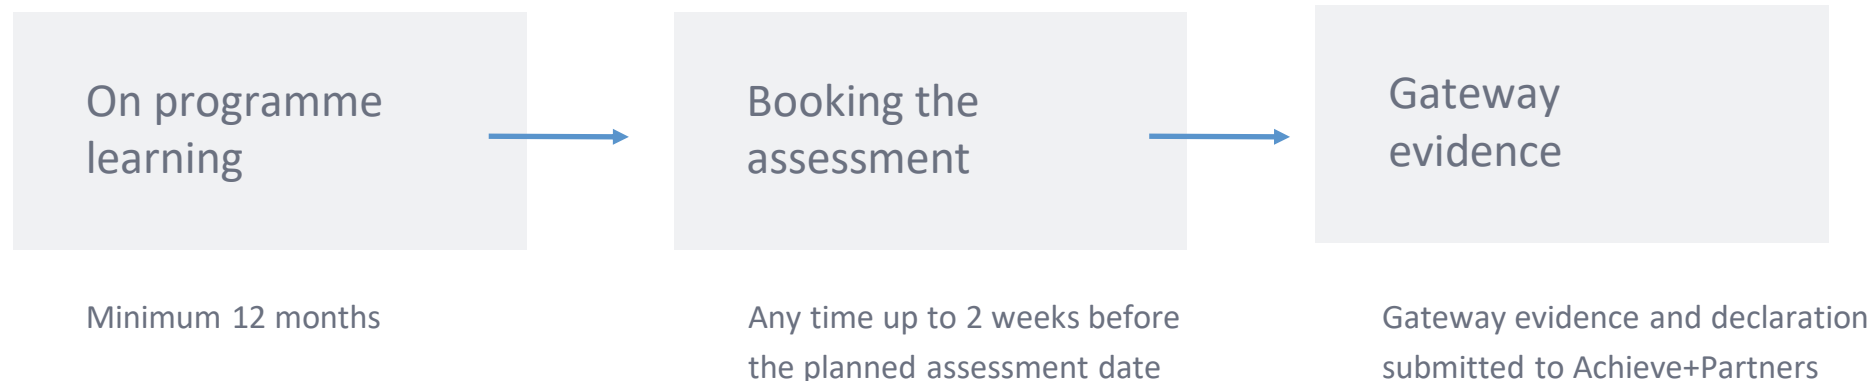 On programme
learning
Minimum 12 months
Booking the
assessment
Any time up to 2 weeks before
the planned assessment date
Gateway
evidence
Gateway evidence and declaration
submitted to Achieve+Partners